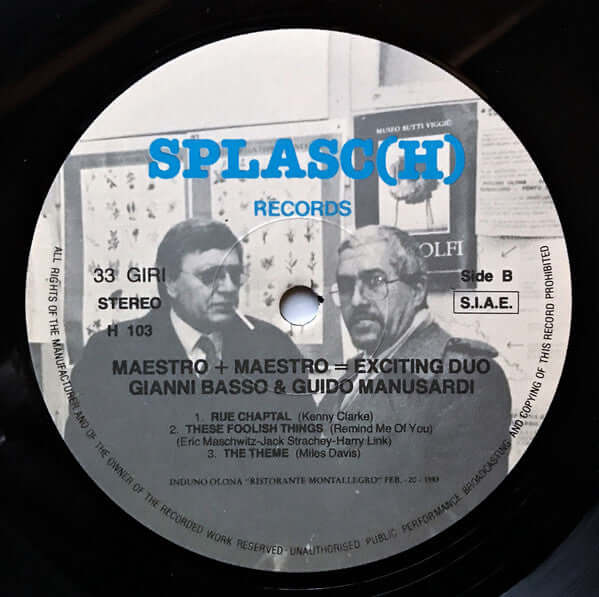 MUSEO BUTTI VIGGIÙ
SPLASC(H)
RECORDS
OLFI
33 GIRI
Side B
STEREO
S.I.A.E.
H 103
MAESTRO + MAESTRO = EXCITING DUO
GIANNI BASSO & GUIDO MANUSARDI
1. RUE CHAPTAL (Kenny Clarke)
2. THESE FOOLISH THINGS (Remind Me Of You)
(Eric Maschwitz-Jack Strachey-Harry Link)
3. THE THEME (Miles Davis)
INDUNO OLONA "RISTORANTE MONTALLEGRO" FEB. -20- 1983
ALL RIGHTS OF THE MANUFACTURER AND OF THE OWNER OF THE RECORDED WORK RESERVED - UNAUTHORISED PUBLIC PERFORMANCE BROADCASTING AND COPYING OF THIS RECORD PROHIBITED